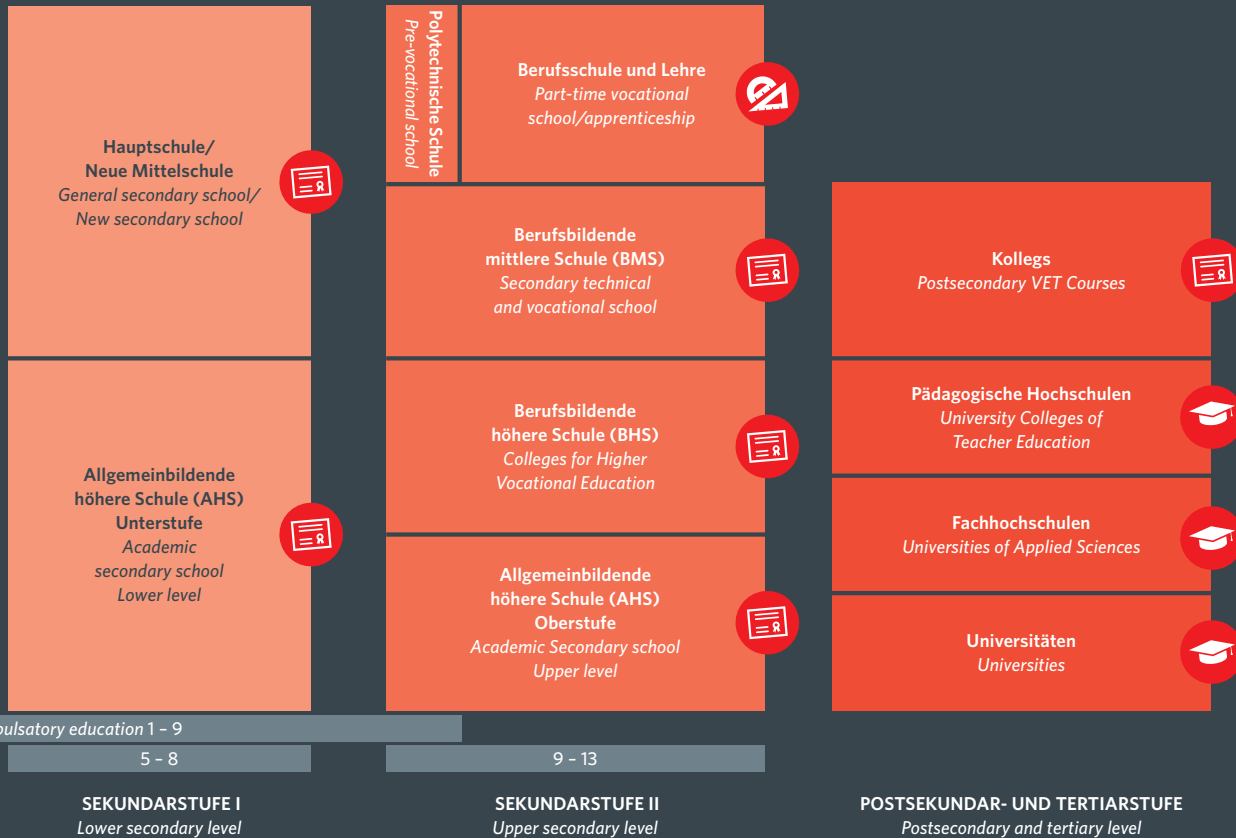 Hauptschule/
Neue Mittelschule
General secondary school/
New secondary school
Allgemeinbildende
höhere Schule (AHS)
Unterstufe
Academic
secondary school
Lower level
Polytechnische Schule
Pre-vocational school
Berufsschule und Lehre
Part-time vocational
school/apprenticeship
Berufsbildende
mittlere Schule (BMS)
Secondary technical
and vocational school
Berufsbildende
höhere Schule (BHS)
Colleges for Higher
Vocational Education
Allgemeinbildende
höhere Schule (AHS)
Oberstufe
Academic Secondary school
Upper level
Kollegs
Postsecondary VET Courses
Pädagogische Hochschulen
University Colleges of
Teacher Education
Fachhochschulen
Universities of Applied Sciences
Universitäten
Universities
education 1 – 9
5 – 8
9 – 13
SEKUNDARSTUFE I
Lower secondary level
SEKUNDARSTUFE II
Upper secondary level
POSTSEKUNDAR- UND TERTIARSTUFE
Postsecondary and tertiary level